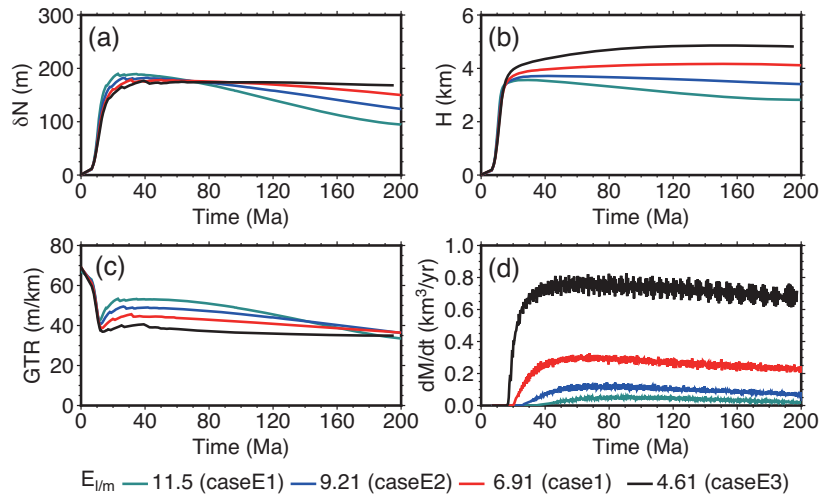 300
(a)
200
δN (m)
100
0
0 40 80 120 160 200
Time (Ma)
6
(b)
4
H (km)
2
0
0 40 80 120 160 200
Time (Ma)
80
(c)
60
GTR (m/km)
40
20
0
0 40 80 120 160 200
Time (Ma)
1.0
(d)
0.8
0.6
dM/dt (km³/yr)
0.4
0.2
0.0
0 40 80 120 160 200
Time (Ma)
E_{l/m} 11.5 (caseE1) 9.21 (caseE2) 6.91 (case1) 4.61 (caseE3)